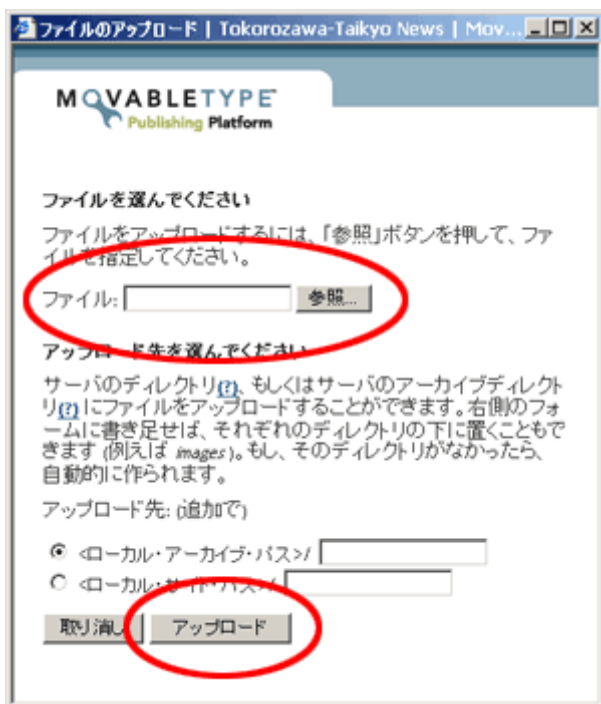 ファイルのアップロード | Tokorozawa-Taikyo News | Mov...
MOVABLETYPE
Publishing Platform
ファイルを選んでください
ファイルをアップロードするには、「参照」ボタンを押して、ファ
イルを指定してください。
ファイル: 参照...
アップロード先を選んでください
サーバのディレクトリ(?)、もしくはサーバのアーカイブディレクト
リ(?)にファイルをアップロードすることができます。右側のフォ
ームに書き足せば、それぞれのディレクトリの下に置くこともで
きます (例えば images)。もし、そのディレクトリがなかったら、
自動的に作られます。
アップロード先: (追加で)
<ローカル・アーカイブ・パス>/
<ローカル・サイト・パス>/
取り消し アップロード